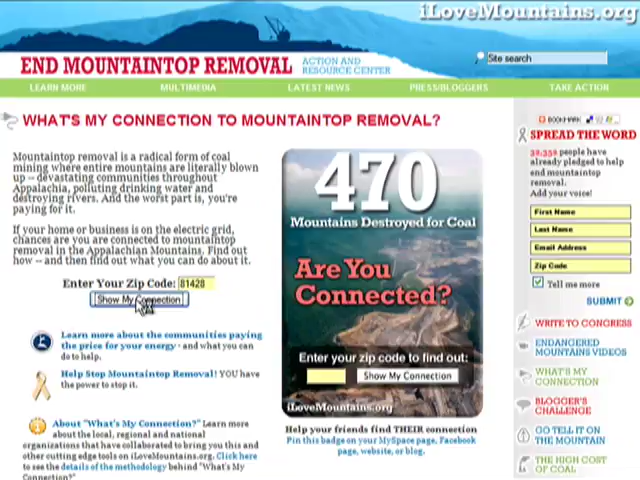 iLoveMountains.org
END MOUNTAINTOP REMOVAL
ACTION AND
RESOURCE CENTER
Site search
LEARN MORE
MULTIMEDIA
LATEST NEWS
PRESS/BLOGGERS
TAKE ACTION
WHAT'S MY CONNECTION TO MOUNTAINTOP REMOVAL?
Mountaintop removal is a radical form of coal
mining where entire mountains are literally blown
up -- devastating communities throughout
Appalachia, polluting drinking water and
destroying rivers. And the worst part is, you're
paying for it.
If your home or business is on the electric grid,
chances are you are connected to mountaintop
removal in the Appalachian Mountains. Find out
how -- and then find out what you can do about it.
Enter Your Zip Code: 81428
Show My Connection
Learn more about the communities paying
the price for your energy - and what you can
do to help.
Help Stop Mountaintop Removal! YOU have
the power to stop it.
About "What's My Connection?" Learn more
about the local, regional and national
organizations that have collaborated to bring you this and
other cutting edge tools on iLoveMountains.org. Click here
to see the details of the methodology behind "What's My
Connection?"
470
Mountains Destroyed for Coal
Are You
Connected?
Enter your zip code to find out:
Show My Connection
iLoveMountains.org
Help your friends find THEIR connection
Pin this badge on your MySpace page, Facebook
page, website, or blog.
BOOKMARK
SPREAD THE WORD
32,352 people have
already pledged to help
end mountaintop
removal.
Add your voice!
First Name
Last Name
Email Address
Zip Code
Tell me more
SUBMIT
WRITE TO CONGRESS
ENDANGERED
MOUNTAINS VIDEOS
WHAT'S MY
CONNECTION
BLOGGER'S
CHALLENGE
GO TELL IT ON
THE MOUNTAIN
THE HIGH COST
OF COAL